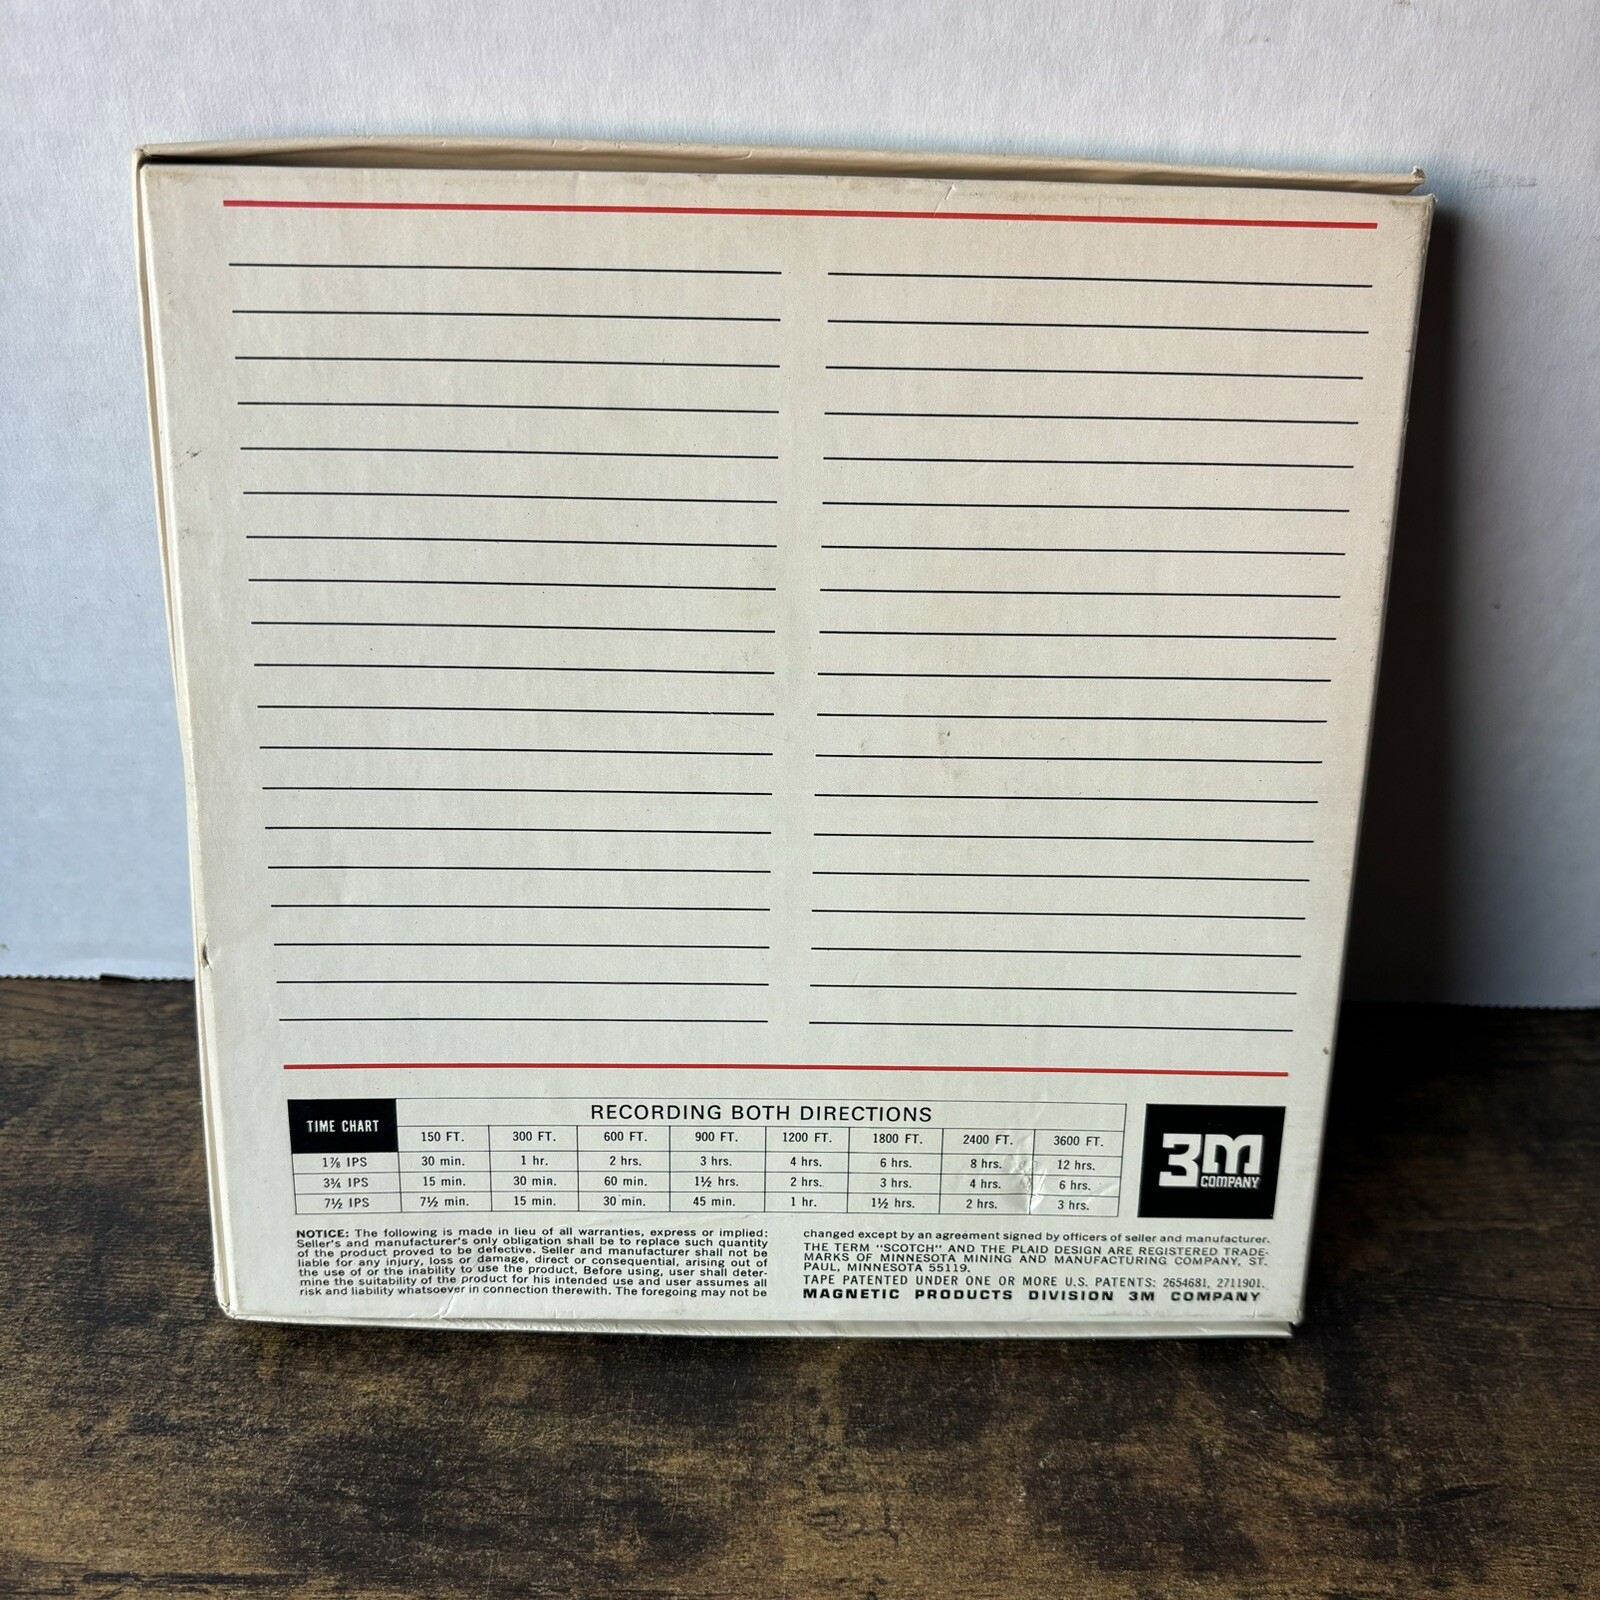 TIME CHART
RECORDING BOTH DIRECTIONS
150 FT. 300 FT. 600 FT. 900 FT. 1200 FT. 1800 FT. 2400 FT. 3600 FT.
1⅞ IPS 30 min. 1 hr. 2 hrs. 3 hrs. 4 hrs. 6 hrs. 8 hrs. 12 hrs.
3¾ IPS 15 min. 30 min. 60 min. 1½ hrs. 2 hrs. 3 hrs. 4 hrs. 6 hrs.
7½ IPS 7½ min. 15 min. 30 min. 45 min. 1 hr. 1½ hrs. 2 hrs. 3 hrs.
3M
COMPANY
NOTICE: The following is made in lieu of all warranties, express or implied:
Seller's and manufacturer's only obligation shall be to replace such quantity
of the product proved to be defective. Seller and manufacturer shall not be
liable for any injury, loss or damage, direct or consequential, arising out of
the use of or the inability to use the product. Before using, user shall deter-
mine the suitability of the product for his intended use and user assumes all
risk and liability whatsoever in connection therewith. The foregoing may not be
changed except by an agreement signed by officers of seller and manufacturer.
THE TERM "SCOTCH" AND THE PLAID DESIGN ARE REGISTERED TRADE-
MARKS OF MINNESOTA MINING AND MANUFACTURING COMPANY, ST.
PAUL, MINNESOTA 55119.
TAPE PATENTED UNDER ONE OR MORE U.S. PATENTS: 2654681, 2711901.
MAGNETIC PRODUCTS DIVISION 3M COMPANY